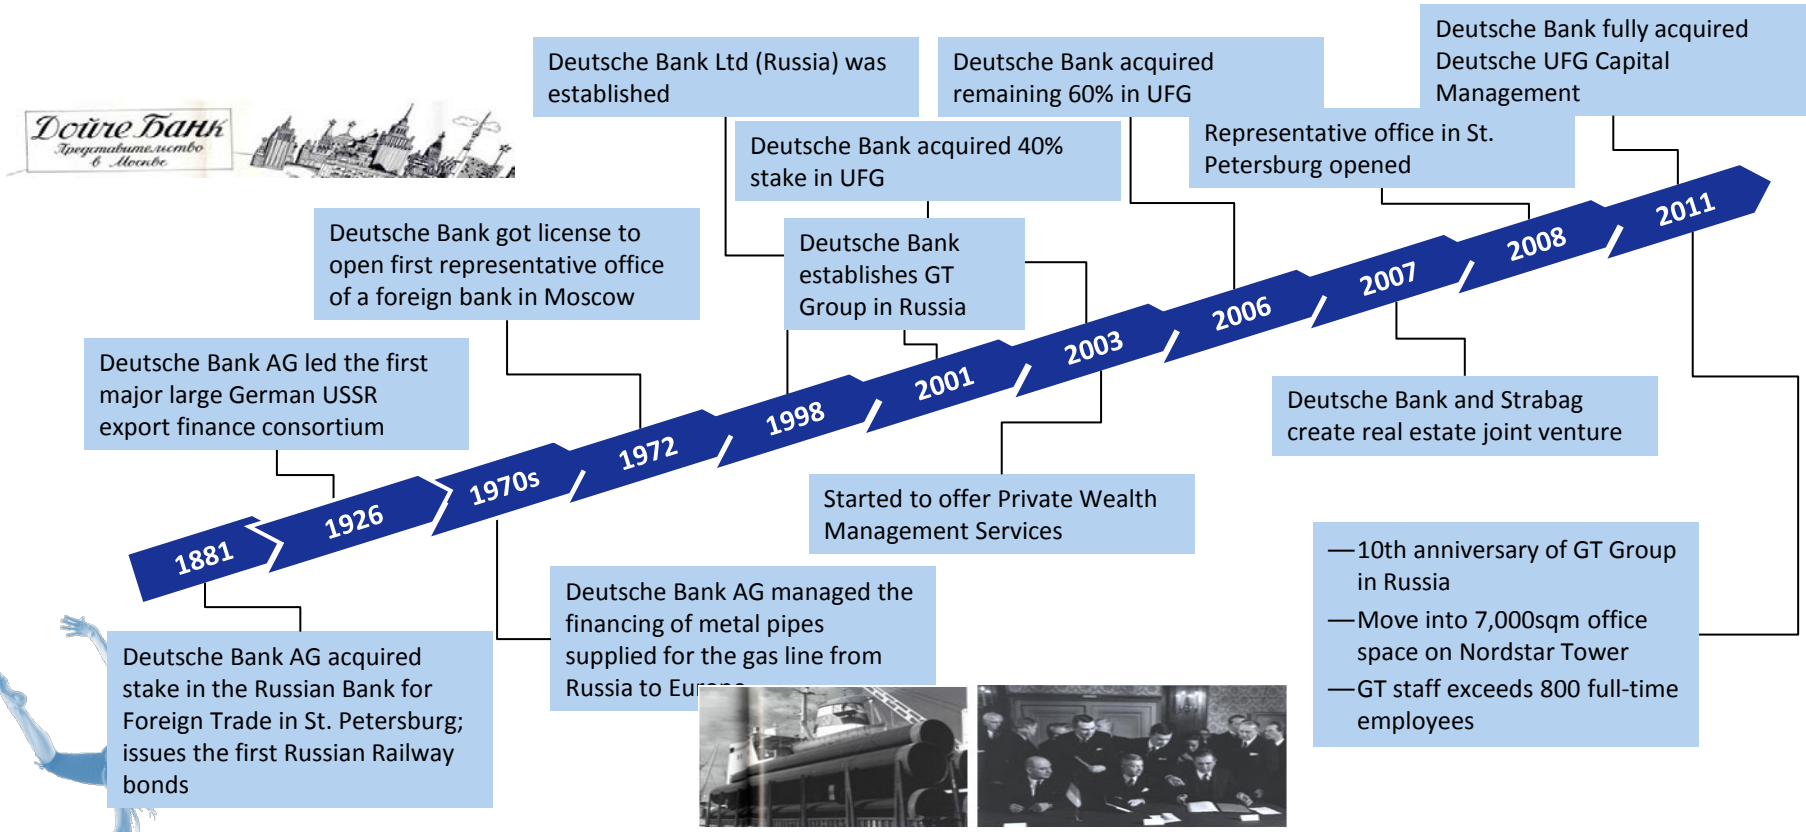 Deutsche Bank fully acquired
Deutsche UFG Capital
Management
Deutsche Bank Ltd (Russia) was
established
Deutsche Bank acquired
remaining 60% in UFG
Дойче Банк
Представительство
в Москве
Representative office in St.
Petersburg opened
Deutsche Bank acquired 40%
stake in UFG
Deutsche Bank got license to
open first representative office
of a foreign bank in Moscow
Deutsche Bank
establishes GT
Group in Russia
Deutsche Bank AG led the first
major large German USSR
export finance consortium
1881
1926
1970s
1972
1998
2001
2003
2006
2007
2008
2011
Deutsche Bank and Strabag
create real estate joint venture
Started to offer Private Wealth
Management Services
Deutsche Bank AG managed the
financing of metal pipes
supplied for the gas line from
Russia to Europe
Deutsche Bank AG acquired
stake in the Russian Bank for
Foreign Trade in St. Petersburg;
issues the first Russian Railway
bonds
—10th anniversary of GT Group
in Russia
—Move into 7,000sqm office
space on Nordstar Tower
—GT staff exceeds 800 full-time
employees